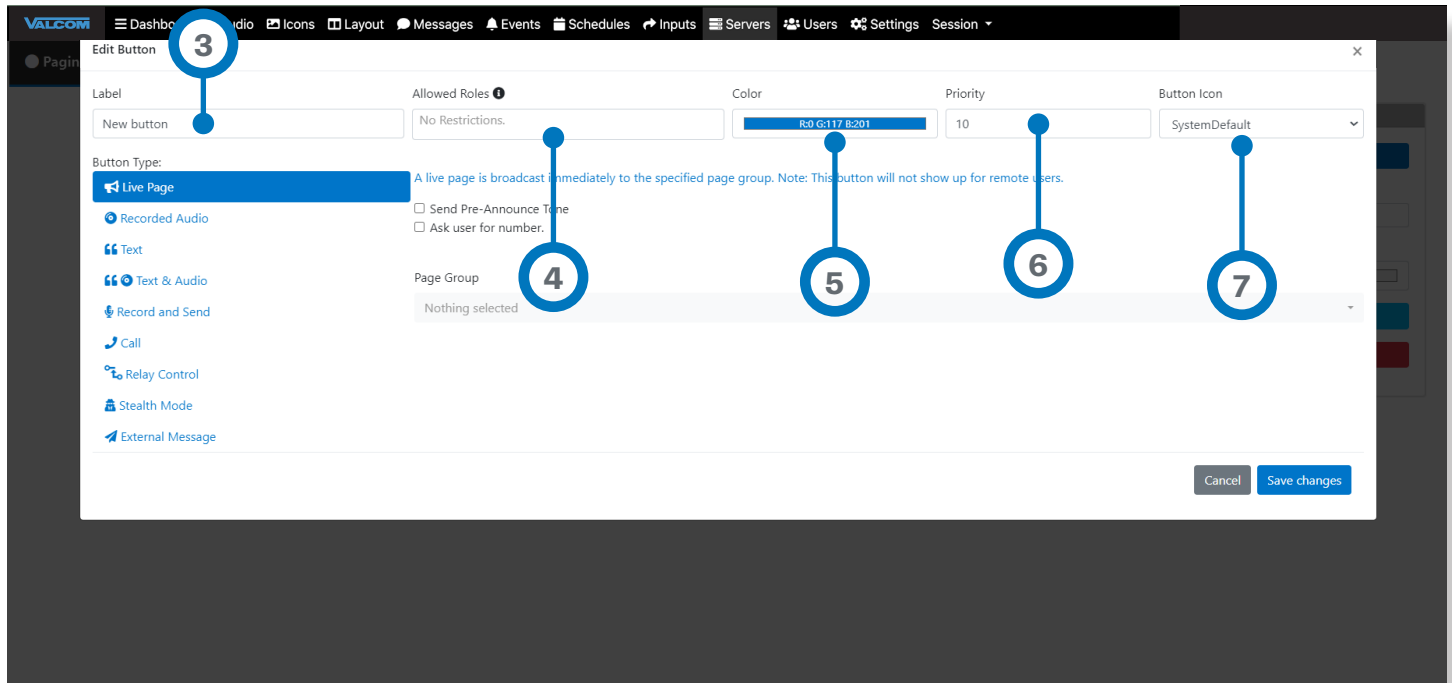 VALCOM Dashbo dio Icons Layout Messages Events Schedules Inputs Servers Users Settings Session
Pagin
Edit Button ×
3
Label Allowed Roles Color Priority Button Icon
New button No Restrictions. R:0 G:117 B:201 10 SystemDefault
Button Type:
Live Page
A live page is broadcast immediately to the specified page group. Note: This button will not show up for remote users.
Recorded Audio
Send Pre-Announce Tone
Ask user for number.
Text
Text & Audio
Page Group
4 5 6 7
Record and Send
Nothing selected
Call
Relay Control
Stealth Mode
External Message
Cancel Save changes